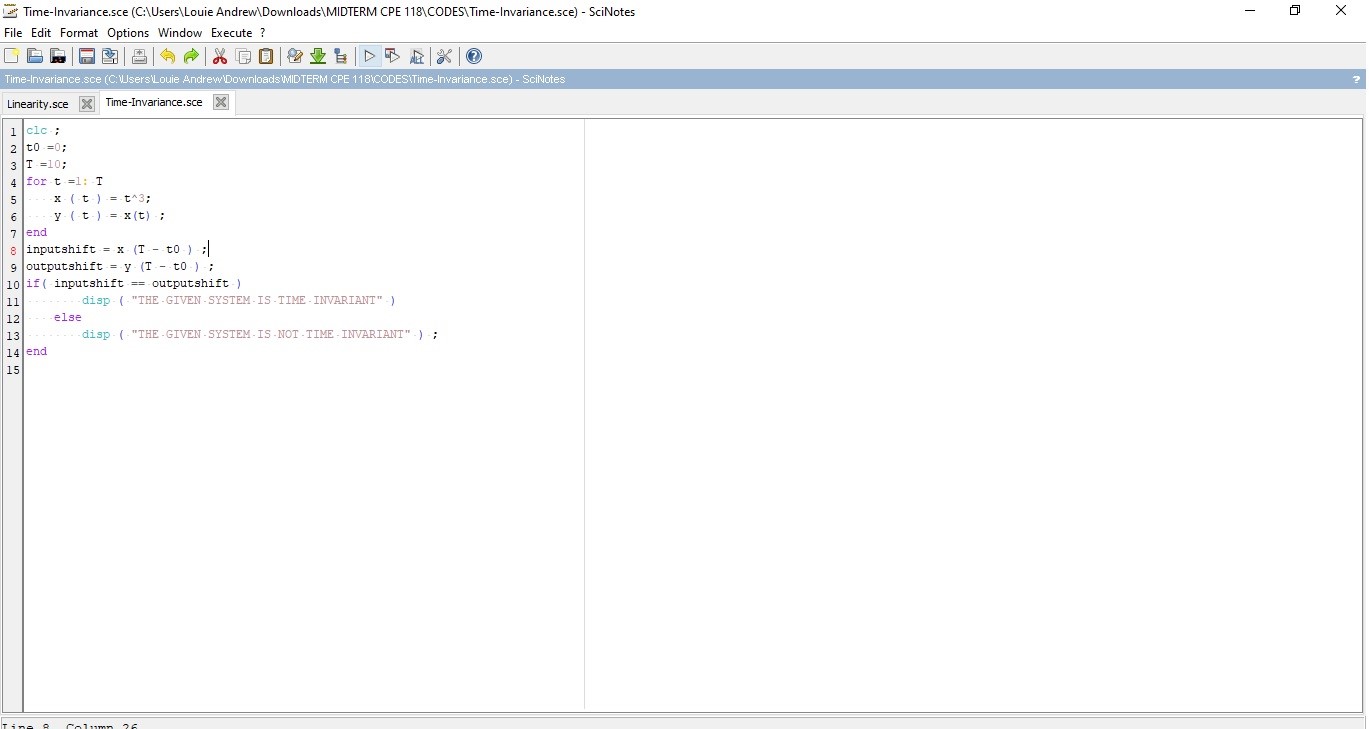 Time-Invariance.sce (C:\Users\Louie Andrew\Downloads\MIDTERM CPE 118\CODES\Time-Invariance.sce) - SciNotes
File Edit Format Options Window Execute ?
Time-Invariance.sce (C:\Users\Louie Andrew\Downloads\MIDTERM CPE 118\CODES\Time-Invariance.sce) - SciNotes ?
Linearity.sce Time-Invariance.sce
1 clc ;
2 t0 =0;
3 T =10;
4 for t =1: T
5 x ( t ) = t^3;
6 y ( t ) = x(t) ;
7 end
8 inputshift = x (T - t0 ) ;
9 outputshift = y (T - t0 ) ;
10 if( inputshift == outputshift )
11 disp ( "THE GIVEN SYSTEM IS TIME INVARIANT" )
12 else
13 disp ( "THE GIVEN SYSTEM IS NOT TIME INVARIANT" ) ;
14 end
15
Line 8, Column 26